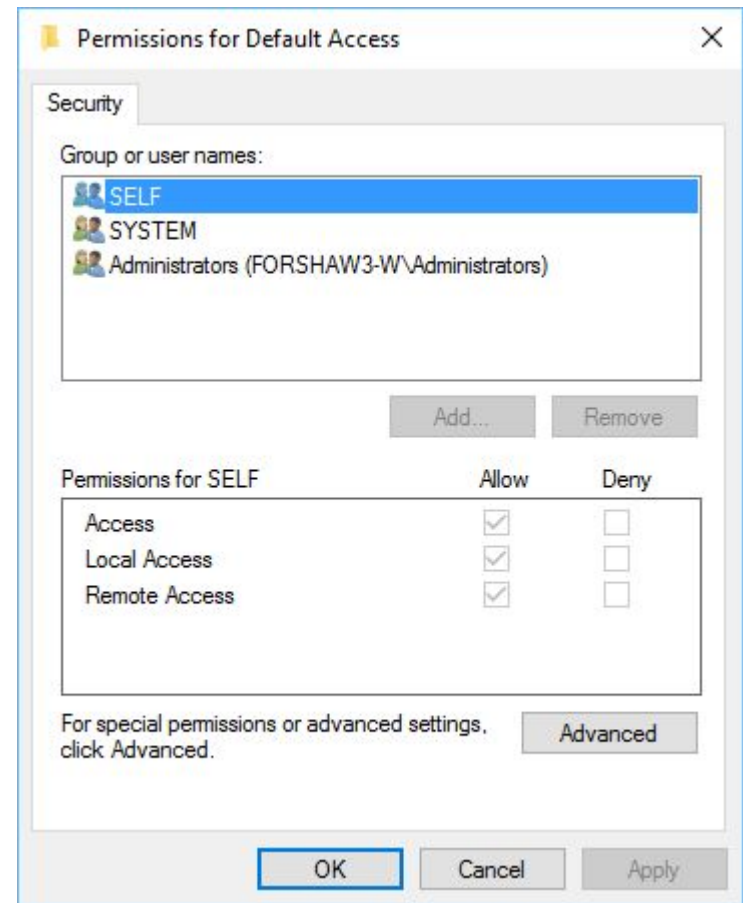 Permissions for Default Access
Security
Group or user names:
SELF
SYSTEM
Administrators (FORSHAW3-W\Administrators)
Add...
Remove
Permissions for SELF Allow Deny
Access
Local Access
Remote Access
For special permissions or advanced settings,
click Advanced.
Advanced
OK Cancel Apply